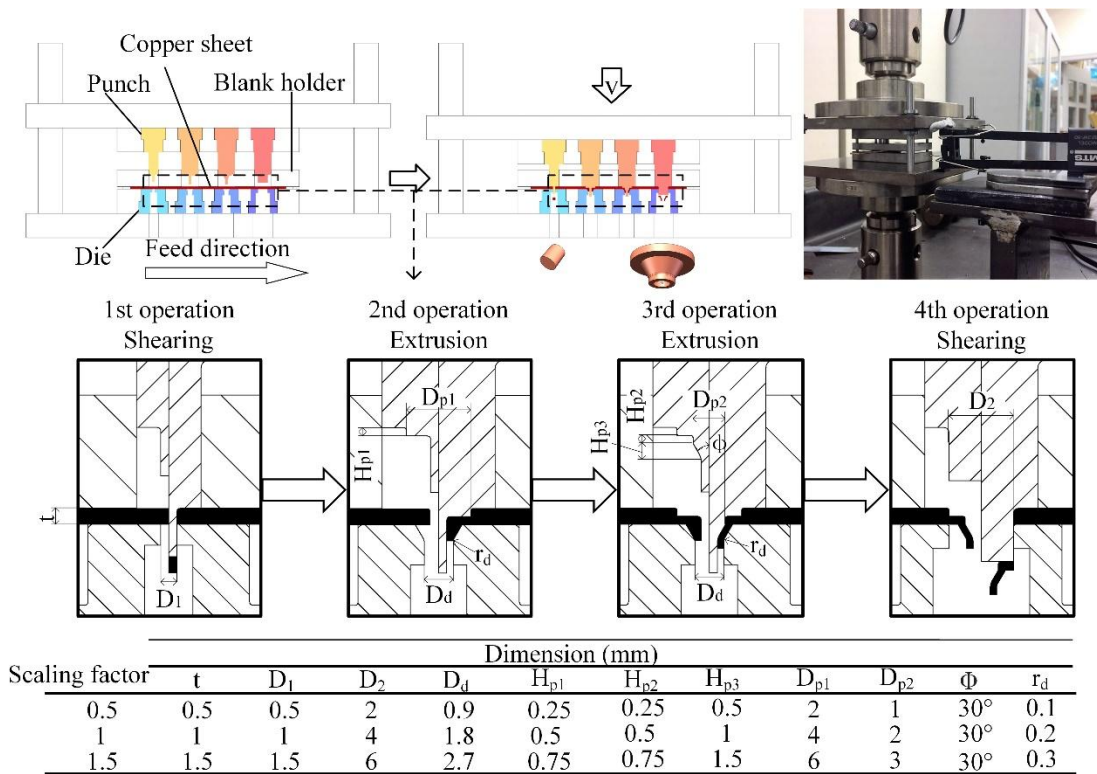 Copper sheet
Punch
Blank holder
V
Die
Feed direction
MTS
1st operation
Shearing
2nd operation
Extrusion
3rd operation
Extrusion
4th operation
Shearing
t
D1
Hp1
Dp1
rd
Dd
Hp2
Hp3
Dp2
ϕ
rd
Dd
D2
Dimension (mm)
Scaling factor t D1 D2 Dd Hp1 Hp2 Hp3 Dp1 Dp2 Φ rd
0.5 0.5 0.5 2 0.9 0.25 0.25 0.5 2 1 30° 0.1
1 1 1 4 1.8 0.5 0.5 1 4 2 30° 0.2
1.5 1.5 1.5 6 2.7 0.75 0.75 1.5 6 3 30° 0.3